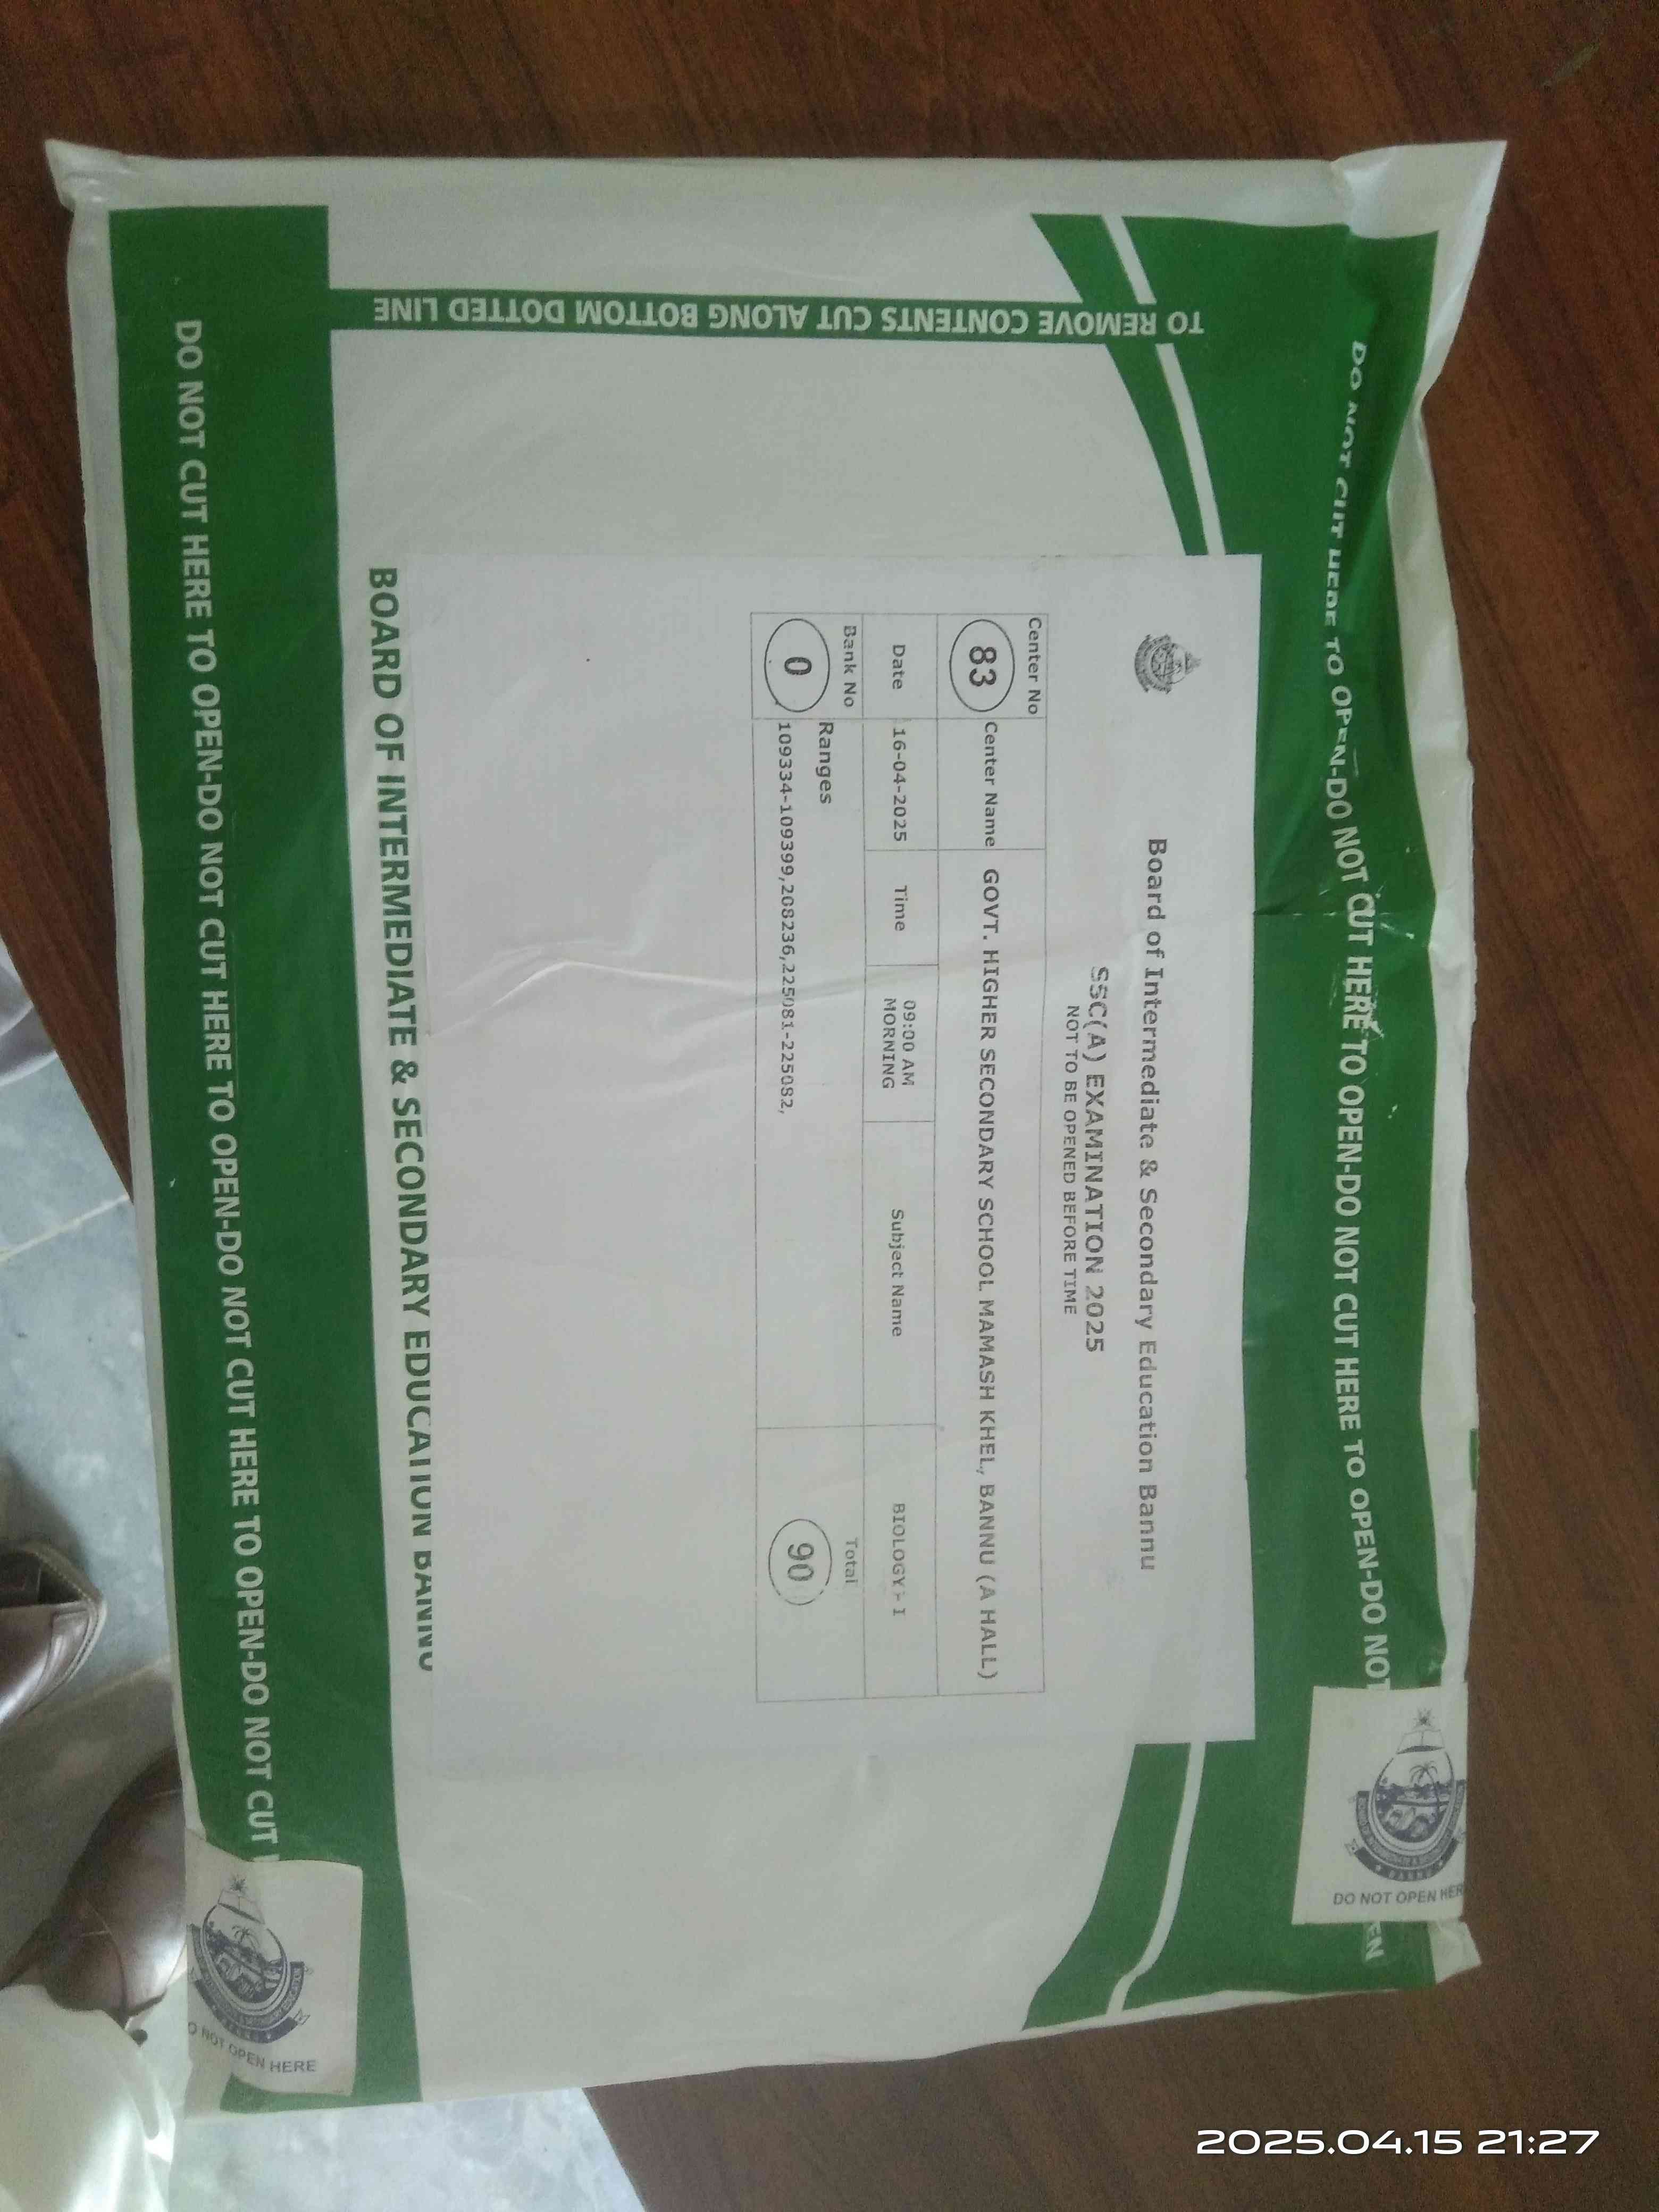 DO NOT CUT HERE TO OPEN-DO NOT CUT HERE TO OPEN-DO NOT CUT HERE TO OPEN-DO NOT
EN
DO NOT OPEN HER
BANNU
TO REMOVE CONTENTS CUT ALONG BOTTOM DOTTED LINE
Board of Intermediate & Secondary Education Bannu
SSC(A) EXAMINATION 2025
NOT TO BE OPENED BEFORE TIME
Center No
83
Center Name
GOVT. HIGHER SECONDARY SCHOOL MAMASH KHEL, BANNU (A HALL)
Date
16-04-2025
Time
09:00 AM
MORNING
Subject Name
BIOLOGY - I
Bank No
0
Ranges
109334-109399,208236,225081-225082,
Total
90
BOARD OF INTERMEDIATE & SECONDARY EDUCATION BANNU
DO NOT CUT HERE TO OPEN-DO NOT CUT HERE TO OPEN-DO NOT CUT HERE TO OPEN-DO NOT CUT
O NOT OPEN HERE
2025.04.15 21:27